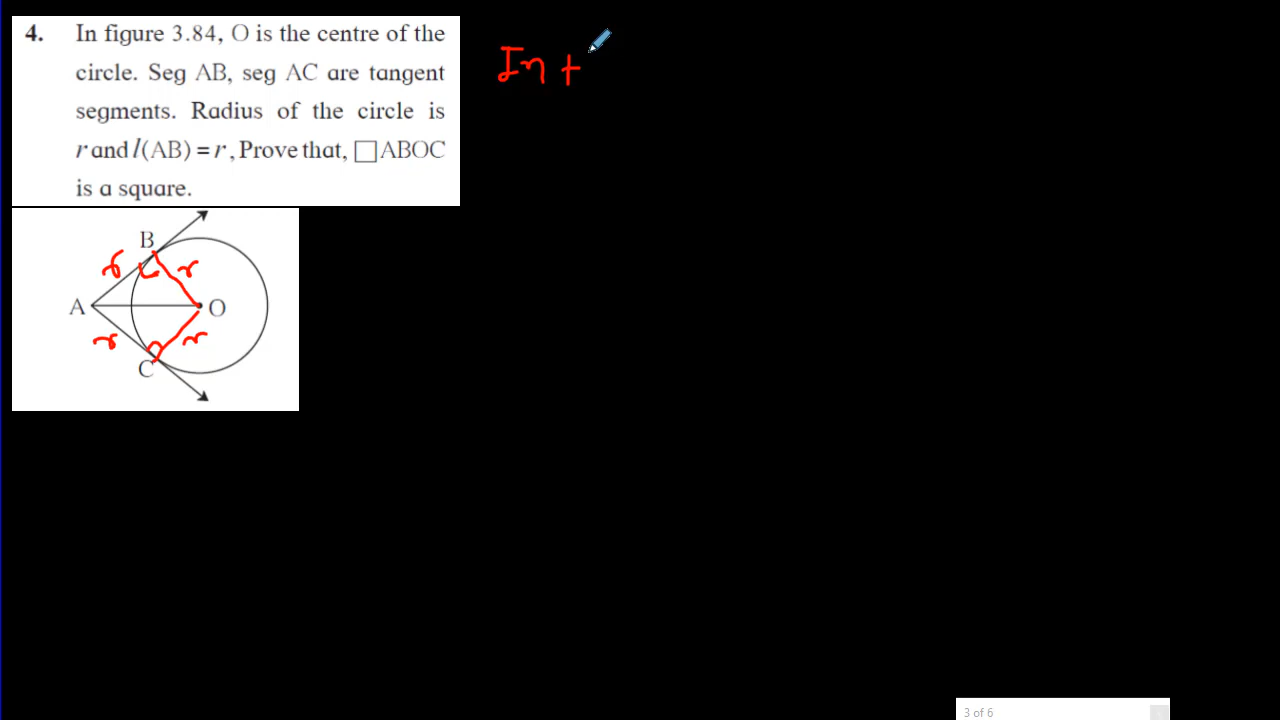 4. In figure 3.84, O is the centre of the
circle. Seg AB, seg AC are tangent
segments. Radius of the circle is
r and l(AB) = r, Prove that, □ABOC
is a square.
In t
B
r
r
A
O
r
r
C
3 of 6